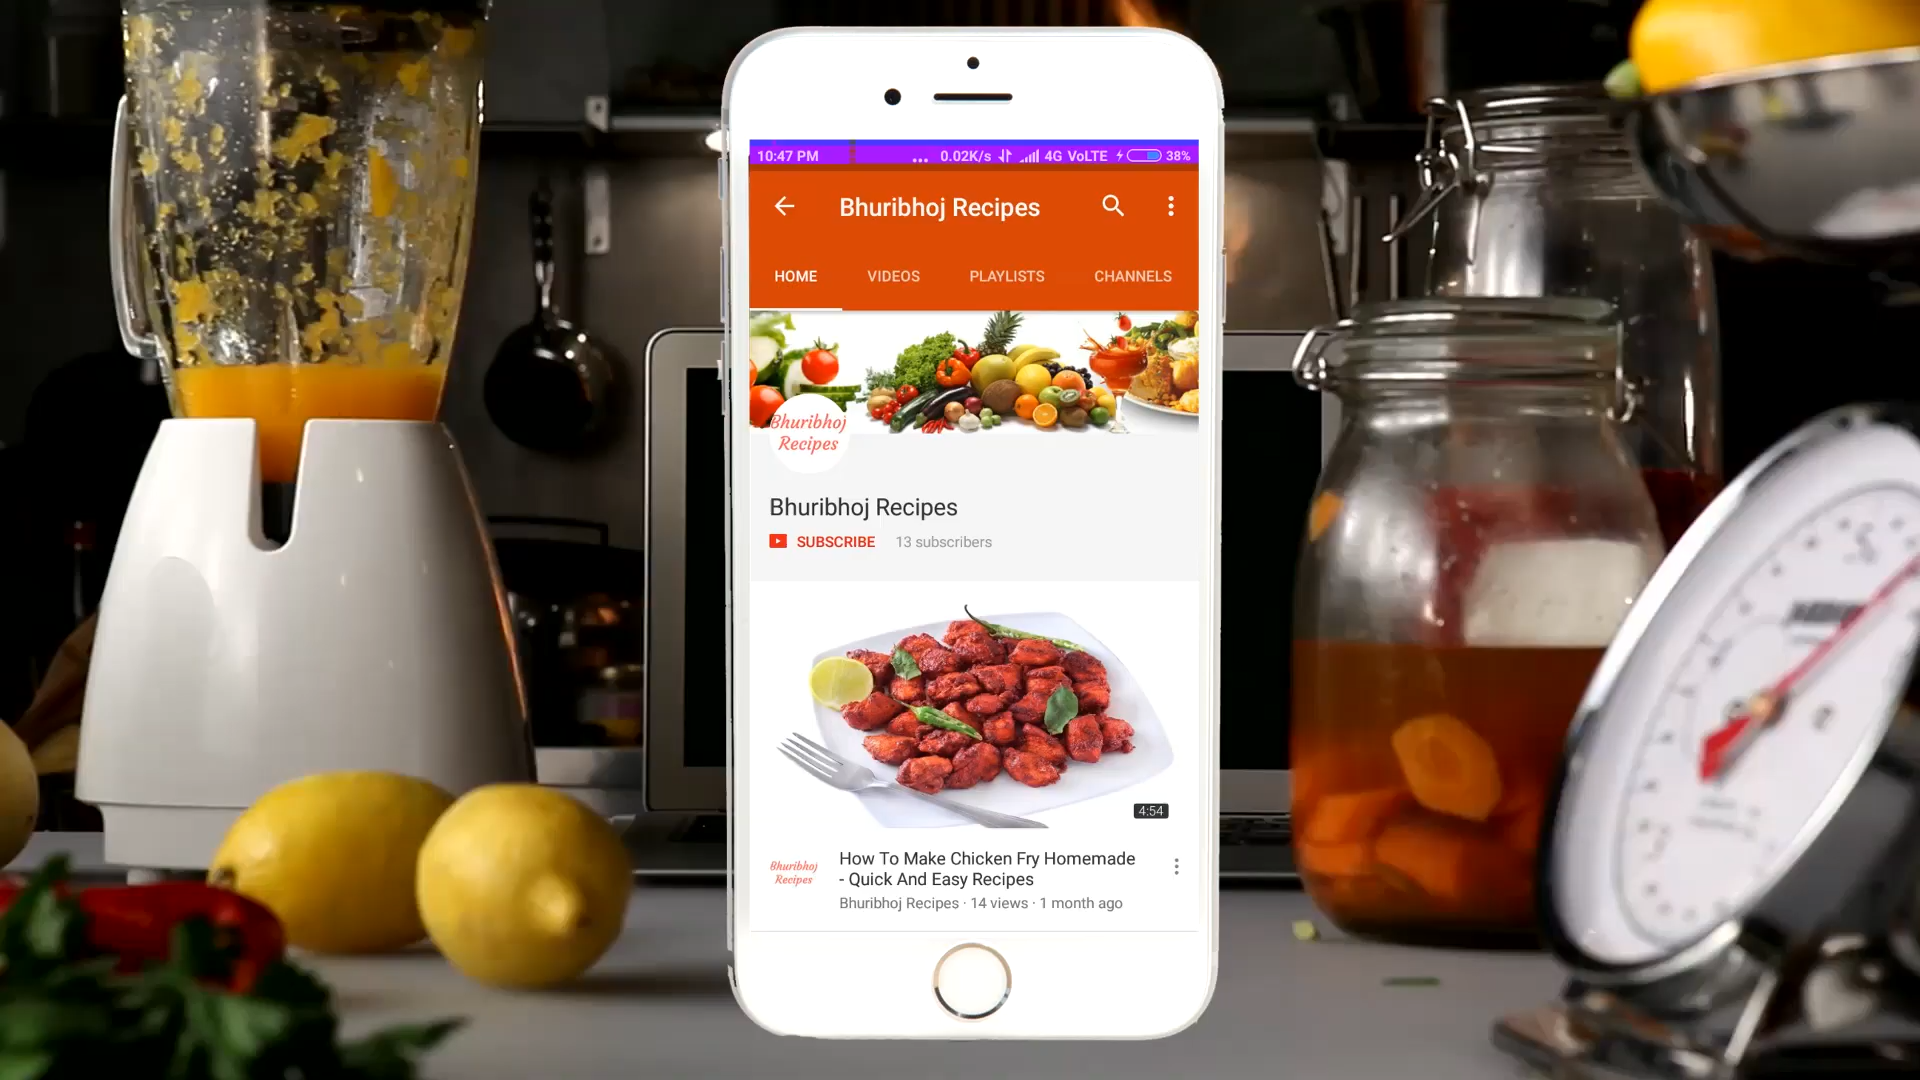 10:47 PM ... 0.02K/s 4G VoLTE 38%
Bhuribhoj Recipes
HOME VIDEOS PLAYLISTS CHANNELS
Bhuribhoj
Recipes
Bhuribhoj Recipes
SUBSCRIBE 13 subscribers
4:54
Bhuribhoj
Recipes
How To Make Chicken Fry Homemade
- Quick And Easy Recipes
Bhuribhoj Recipes · 14 views · 1 month ago